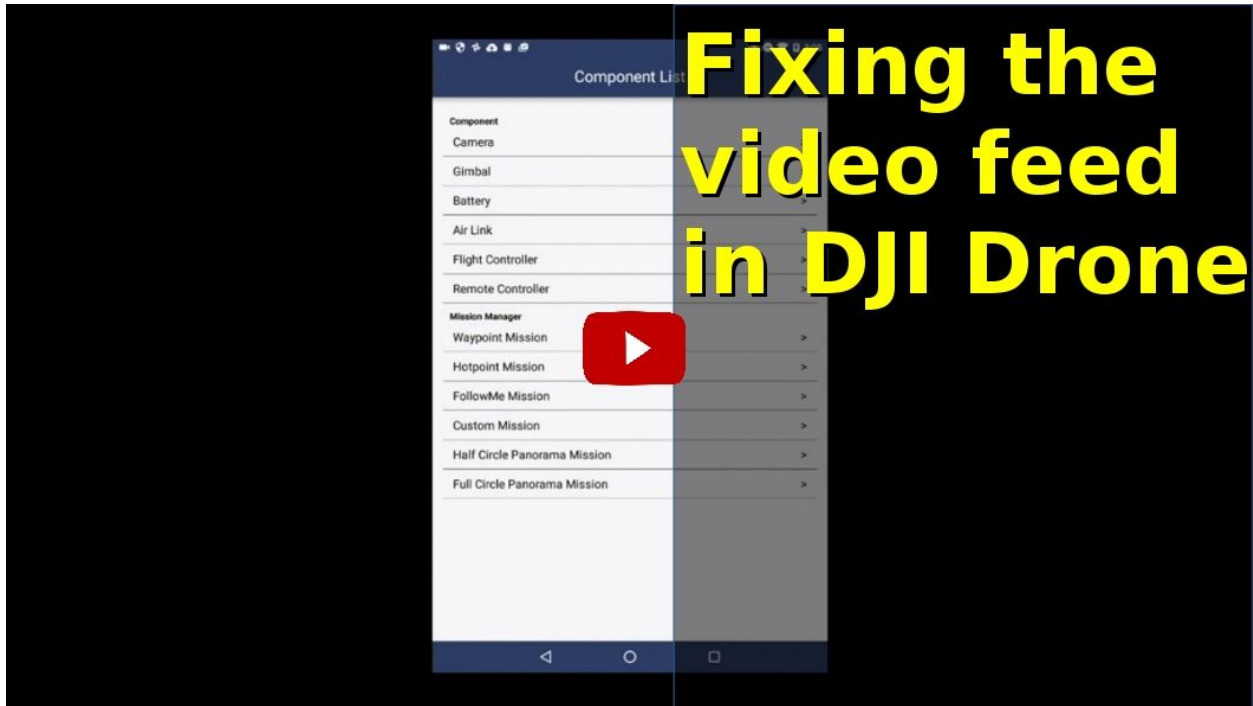 Component List
Fixing the
video feed
in DJI Drone
Component
Camera
Gimbal
Battery >
Air Link >
Flight Controller >
Remote Controller >
Mission Manager
Waypoint Mission >
Hotpoint Mission >
FollowMe Mission >
Custom Mission >
Half Circle Panorama Mission >
Full Circle Panorama Mission >